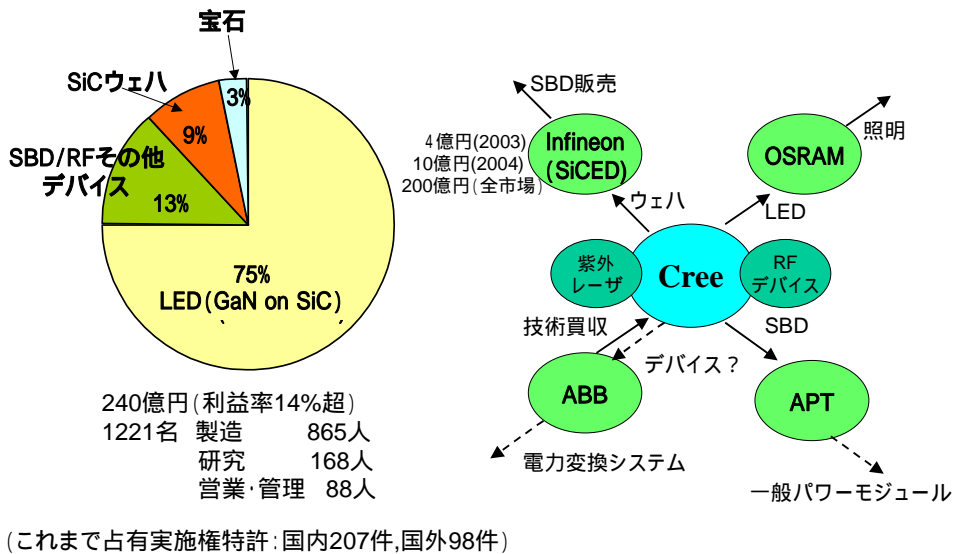 宝石
SiCウェハ
3%
9%
SBD/RFその他
デバイス
13%
75%
LED(GaN on SiC)
240億円(利益率14%超)
1221名 製造 865人
研究 168人
営業・管理 88人
SBD販売
4億円(2003)
10億円(2004)
200億円(全市場)
Infineon
(SiCED)
OSRAM
照明
ウェハ
LED
紫外
レーザ
Cree
RF
デバイス
技術買収
SBD
デバイス？
ABB
APT
電力変換システム
一般パワーモジュール
(これまで占有実施権特許:国内207件,国外98件)